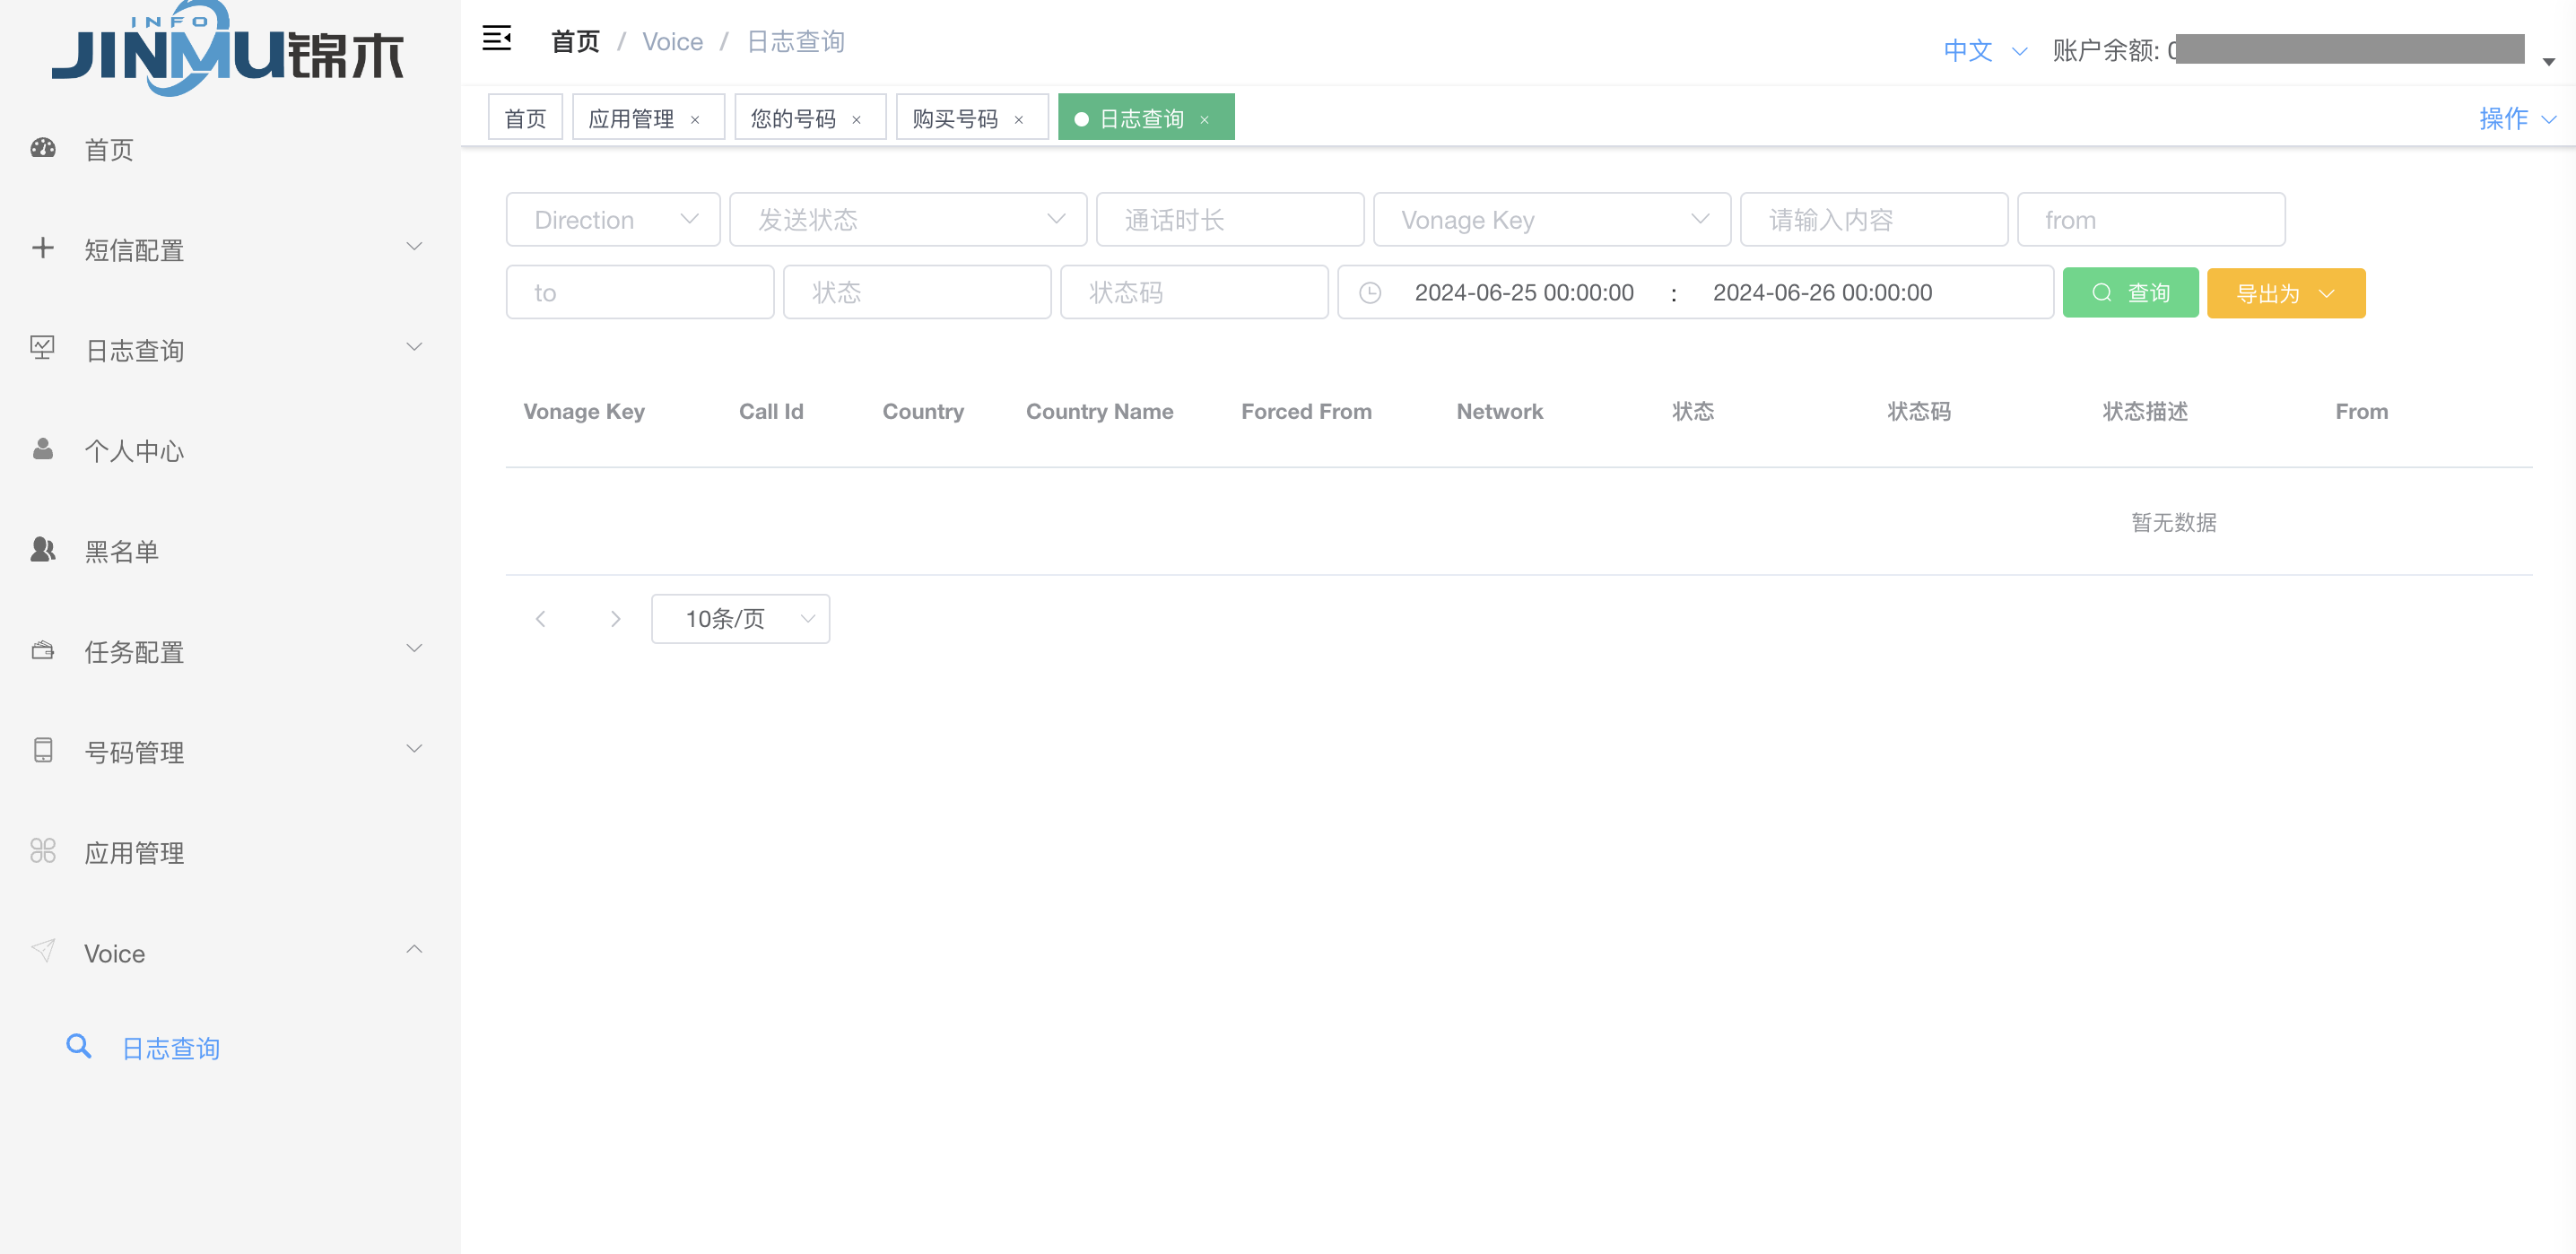 INFO
JINMU锦木
首页
短信配置
日志查询
个人中心
黑名单
任务配置
号码管理
应用管理
Voice
日志查询
首页 / Voice / 日志查询
中文 账户余额: 0
首页 应用管理 × 您的号码 × 购买号码 × 日志查询 × 操作
Direction 发送状态 通话时长 Vonage Key 请输入内容 from
to 状态 状态码 2024-06-25 00:00:00 : 2024-06-26 00:00:00 查询 导出为
Vonage Key Call Id Country Country Name Forced From Network 状态 状态码 状态描述 From
暂无数据
10条/页